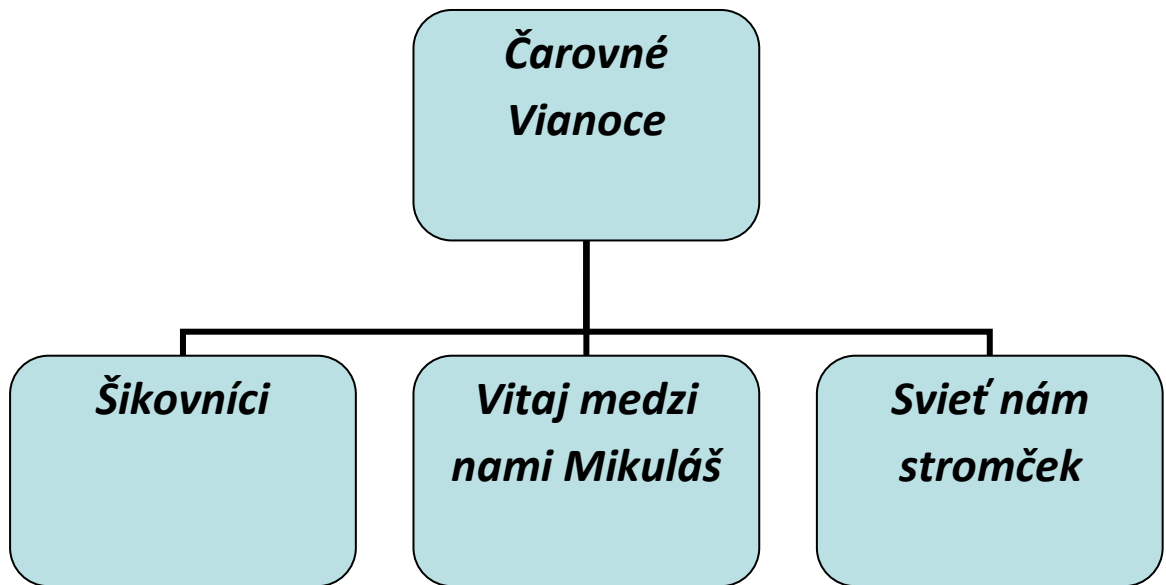 Čarovné
Vianoce
Šikovníci
Vitaj medzi
nami Mikuláš
Svieť nám
stromček